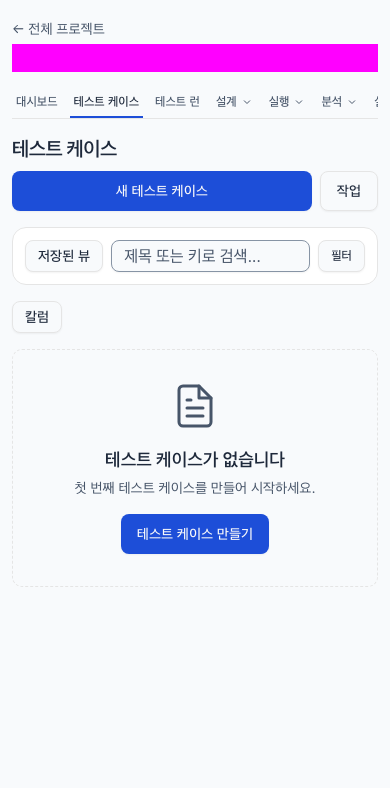 ← 전체 프로젝트
대시보드 테스트 케이스 테스트 런 설계 실행 분석
테스트 케이스
새 테스트 케이스 작업
저장된 뷰 제목 또는 키로 검색... 필터
칼럼
테스트 케이스가 없습니다
첫 번째 테스트 케이스를 만들어 시작하세요.
테스트 케이스 만들기